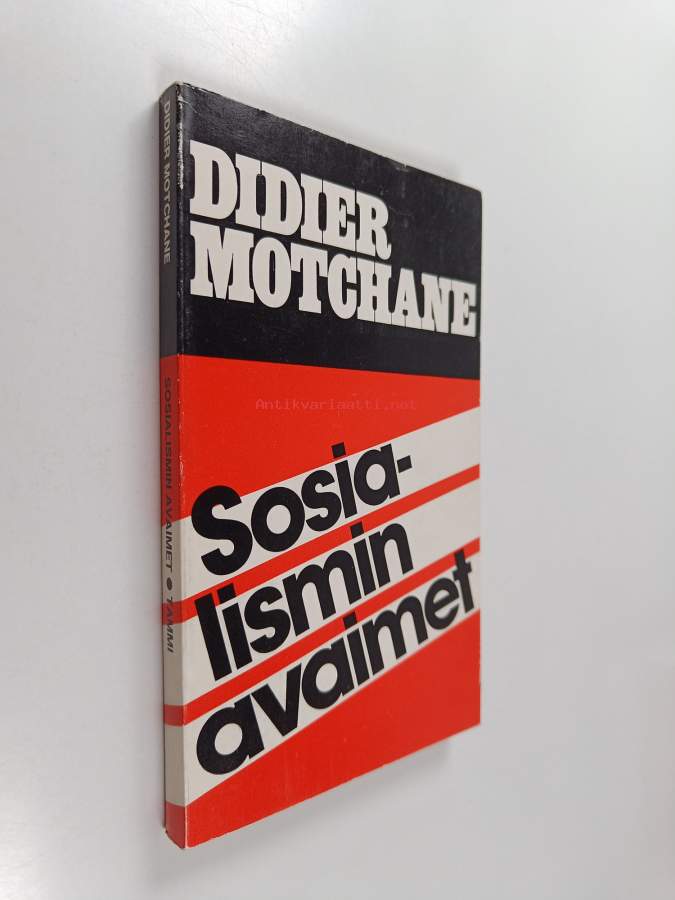 DIDIER
MOTCHANE
Sosia-
lismin
avaimet
DIDIER MOTCHANE
SOSIALISMIN AVAIMET ● TAMMI
Antikvariaatti.net